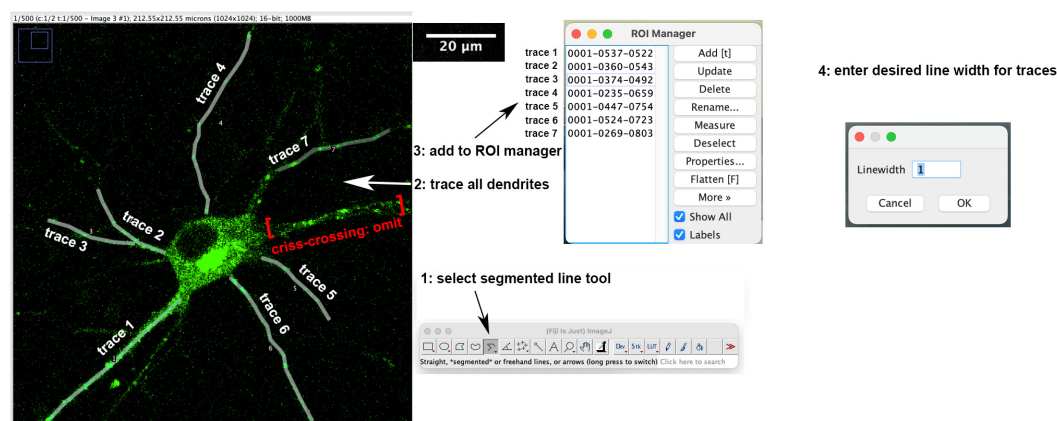 1/500 (c:1/2 t:1/500 - Image 3 #1); 212.55x212.55 microns (1024x1024); 16-bit; 1000MB
trace 4
4
trace 7
7
trace 2
trace 3
3
[criss-crossing: omit]
trace 5
5
trace 6
6
trace 1
1
20 μm
3: add to ROI manager
2: trace all dendrites
ROI Manager
trace 1 0001-0537-0522
trace 2 0001-0360-0543
trace 3 0001-0374-0492
trace 4 0001-0235-0659
trace 5 0001-0447-0754
trace 6 0001-0524-0723
trace 7 0001-0269-0803
Add [t]
Update
Delete
Rename...
Measure
Deselect
Properties...
Flatten [F]
More »
Show All
Labels
1: select segmented line tool
(Fiji Is Just) ImageJ
A Dev Stk LUT
Straight, *segmented* or freehand lines, or arrows (long press to switch) Click here to search
4: enter desired line width for traces
Linewidth 1
Cancel OK